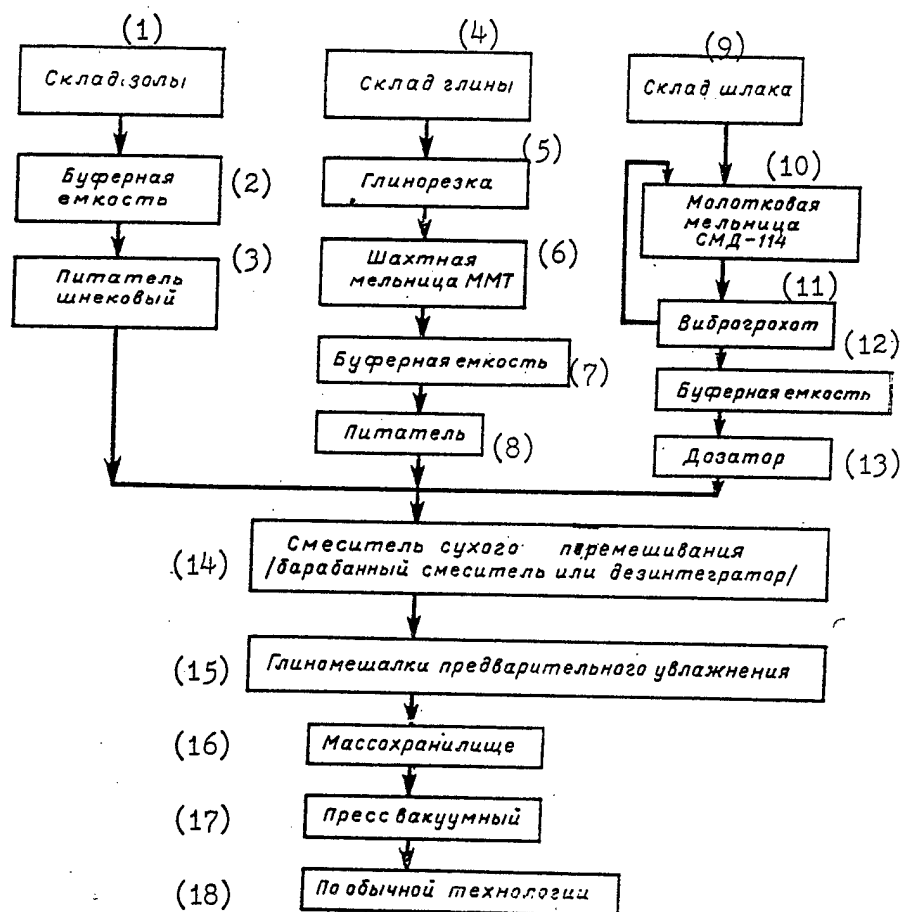 (1)
Склад золы
(2)
Буферная
емкость
(3)
Питатель
шнековый
(4)
Склад глины
(5)
Глинорезка
(6)
Шахтная
мельница ММТ
Буферная емкость
(7)
Питатель
(8)
(9)
Склад шлака
(10)
Молотковая
мельница
СМД-114
(11)
Виброгрохот
(12)
Буферная емкость
Дозатор
(13)
(14)
Смеситель сухого перемешивания
/барабанный смеситель или дезинтегратор/
(15)
Глиномешалки предварительного увлажнения
(16)
Массохранилище
(17)
Пресс вакуумный
(18)
По обычной технологии